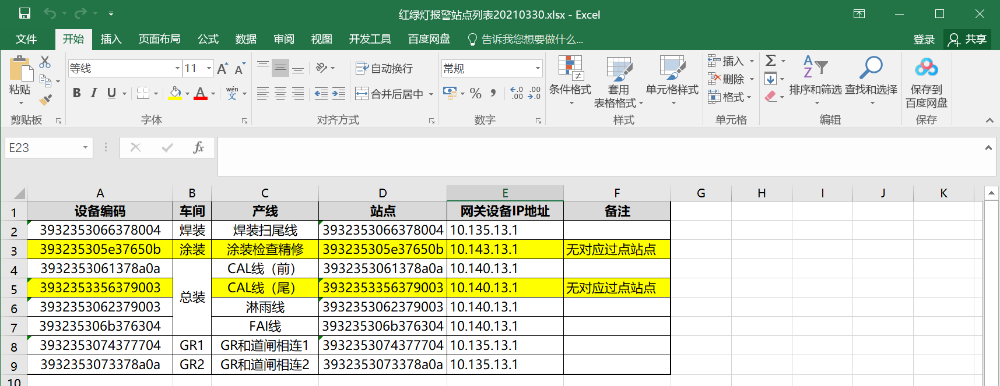 红绿灯报警站点列表20210330.xlsx - Excel
文件 开始 插入 页面布局 公式 数据 审阅 视图 开发工具 百度网盘 告诉我您想要做什么... 登录 共享
等线 11 A A 自动换行 常规 插入 Σ A Z
粘贴 B I U A wén 文 合并后居中 % , 条件格式 套用 表格格式 单元格样式 删除 格式 排序和筛选 查找和选择 保存到 百度网盘
←.0 .00 .00 →.0
剪贴板 字体 对齐方式 数字 样式 单元格 编辑 保存
E23 fx
A B C D E F G H I J K
1 设备编码 车间 产线 站点 网关设备IP地址 备注
2 3932353066378004 焊装 焊装扫尾线 3932353066378004 10.135.13.1
3 393235305e37650b 涂装 涂装检查精修 393235305e37650b 10.143.13.1 无对应过点站点
4 3932353061378a0a CAL线（前） 3932353061378a0a 10.140.13.1
5 3932353356379003 总装 CAL线（尾） 3932353356379003 10.140.13.1 无对应过点站点
6 3932353062379003 淋雨线 3932353062379003 10.140.13.1
7 393235306b376304 FAI线 393235306b376304 10.140.13.1
8 3932353074377704 GR1 GR和道闸相连1 3932353074377704 10.135.13.1
9 3932353073378a0a GR2 GR和道闸相连2 3932353073378a0a 10.135.13.1
10